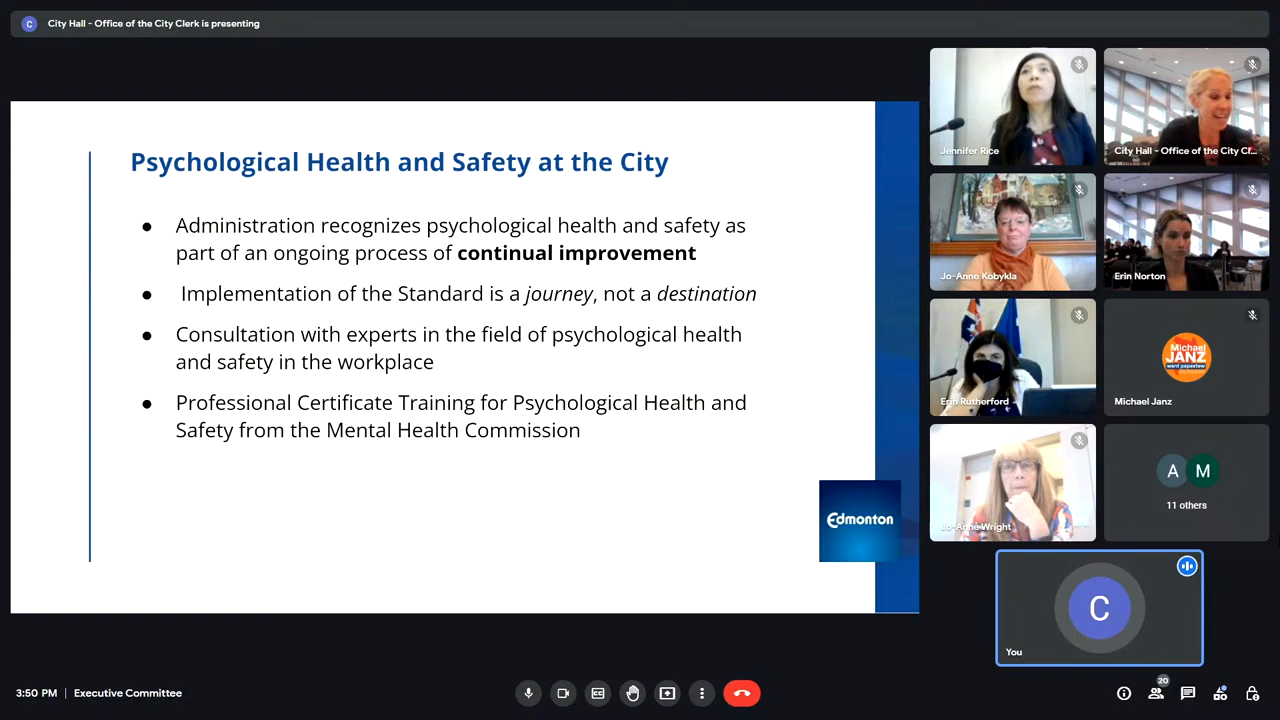 C City Hall - Office of the City Clerk is presenting
Psychological Health and Safety at the City
● Administration recognizes psychological health and safety as
part of an ongoing process of continual improvement
● Implementation of the Standard is a journey, not a destination
● Consultation with experts in the field of psychological health
and safety in the workplace
● Professional Certificate Training for Psychological Health and
Safety from the Mental Health Commission
Edmonton
Jennifer Rice
City Hall - Office of the City Cl...
Jo-Anne Kobykla
Erin Norton
Erin Rutherford
Michael
JANZ
ward papastew
Michael Janz
Jo-Anne Wright
A M
11 others
C
You
3:50 PM | Executive Committee
CC
20